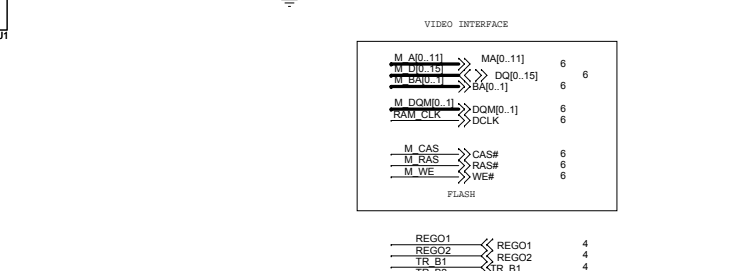 J1
VIDEO INTERFACE
M_A[0..11] MA[0..11] 6
M_D[0..15] DQ[0..15] 6
M_BA[0..1] BA[0..1] 6
M_DQM[0..1] DQM[0..1] 6
RAM_CLK DCLK 6
M_CAS CAS# 6
M_RAS RAS# 6
M_WE WE# 6
FLASH
REGO1 REGO1 4
REGO2 REGO2 4
TR_B1 TR_B1 4